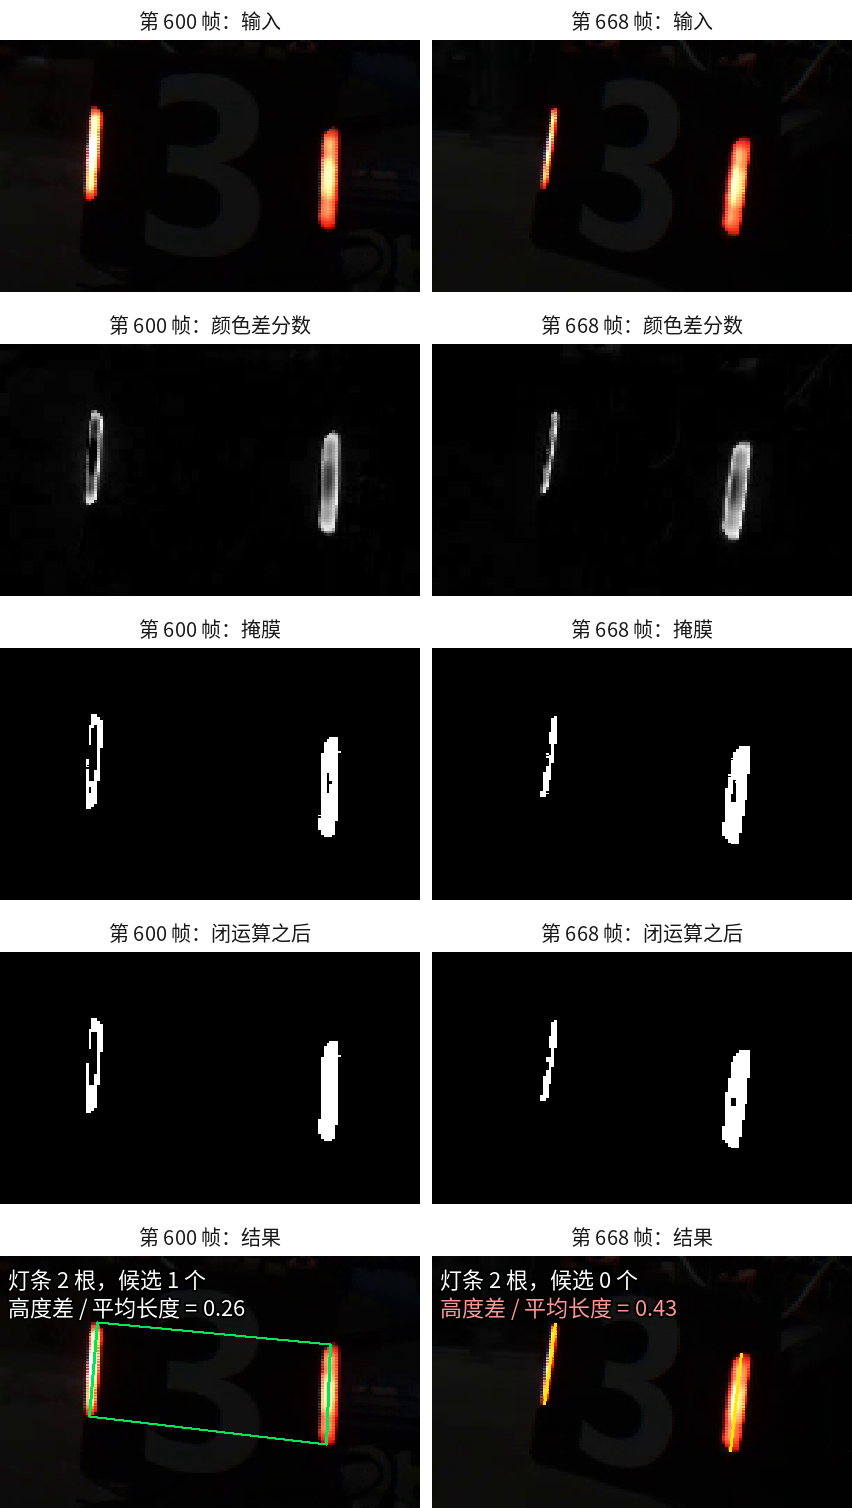 第 600 帧：输入
第 668 帧：输入
3
3
第 600 帧：颜色差分数
第 668 帧：颜色差分数
第 600 帧：掩膜
第 668 帧：掩膜
第 600 帧：闭运算之后
第 668 帧：闭运算之后
第 600 帧：结果
第 668 帧：结果
灯条 2 根，候选 1 个
高度差 / 平均长度 = 0.26
3
灯条 2 根，候选 0 个
高度差 / 平均长度 = 0.43
3